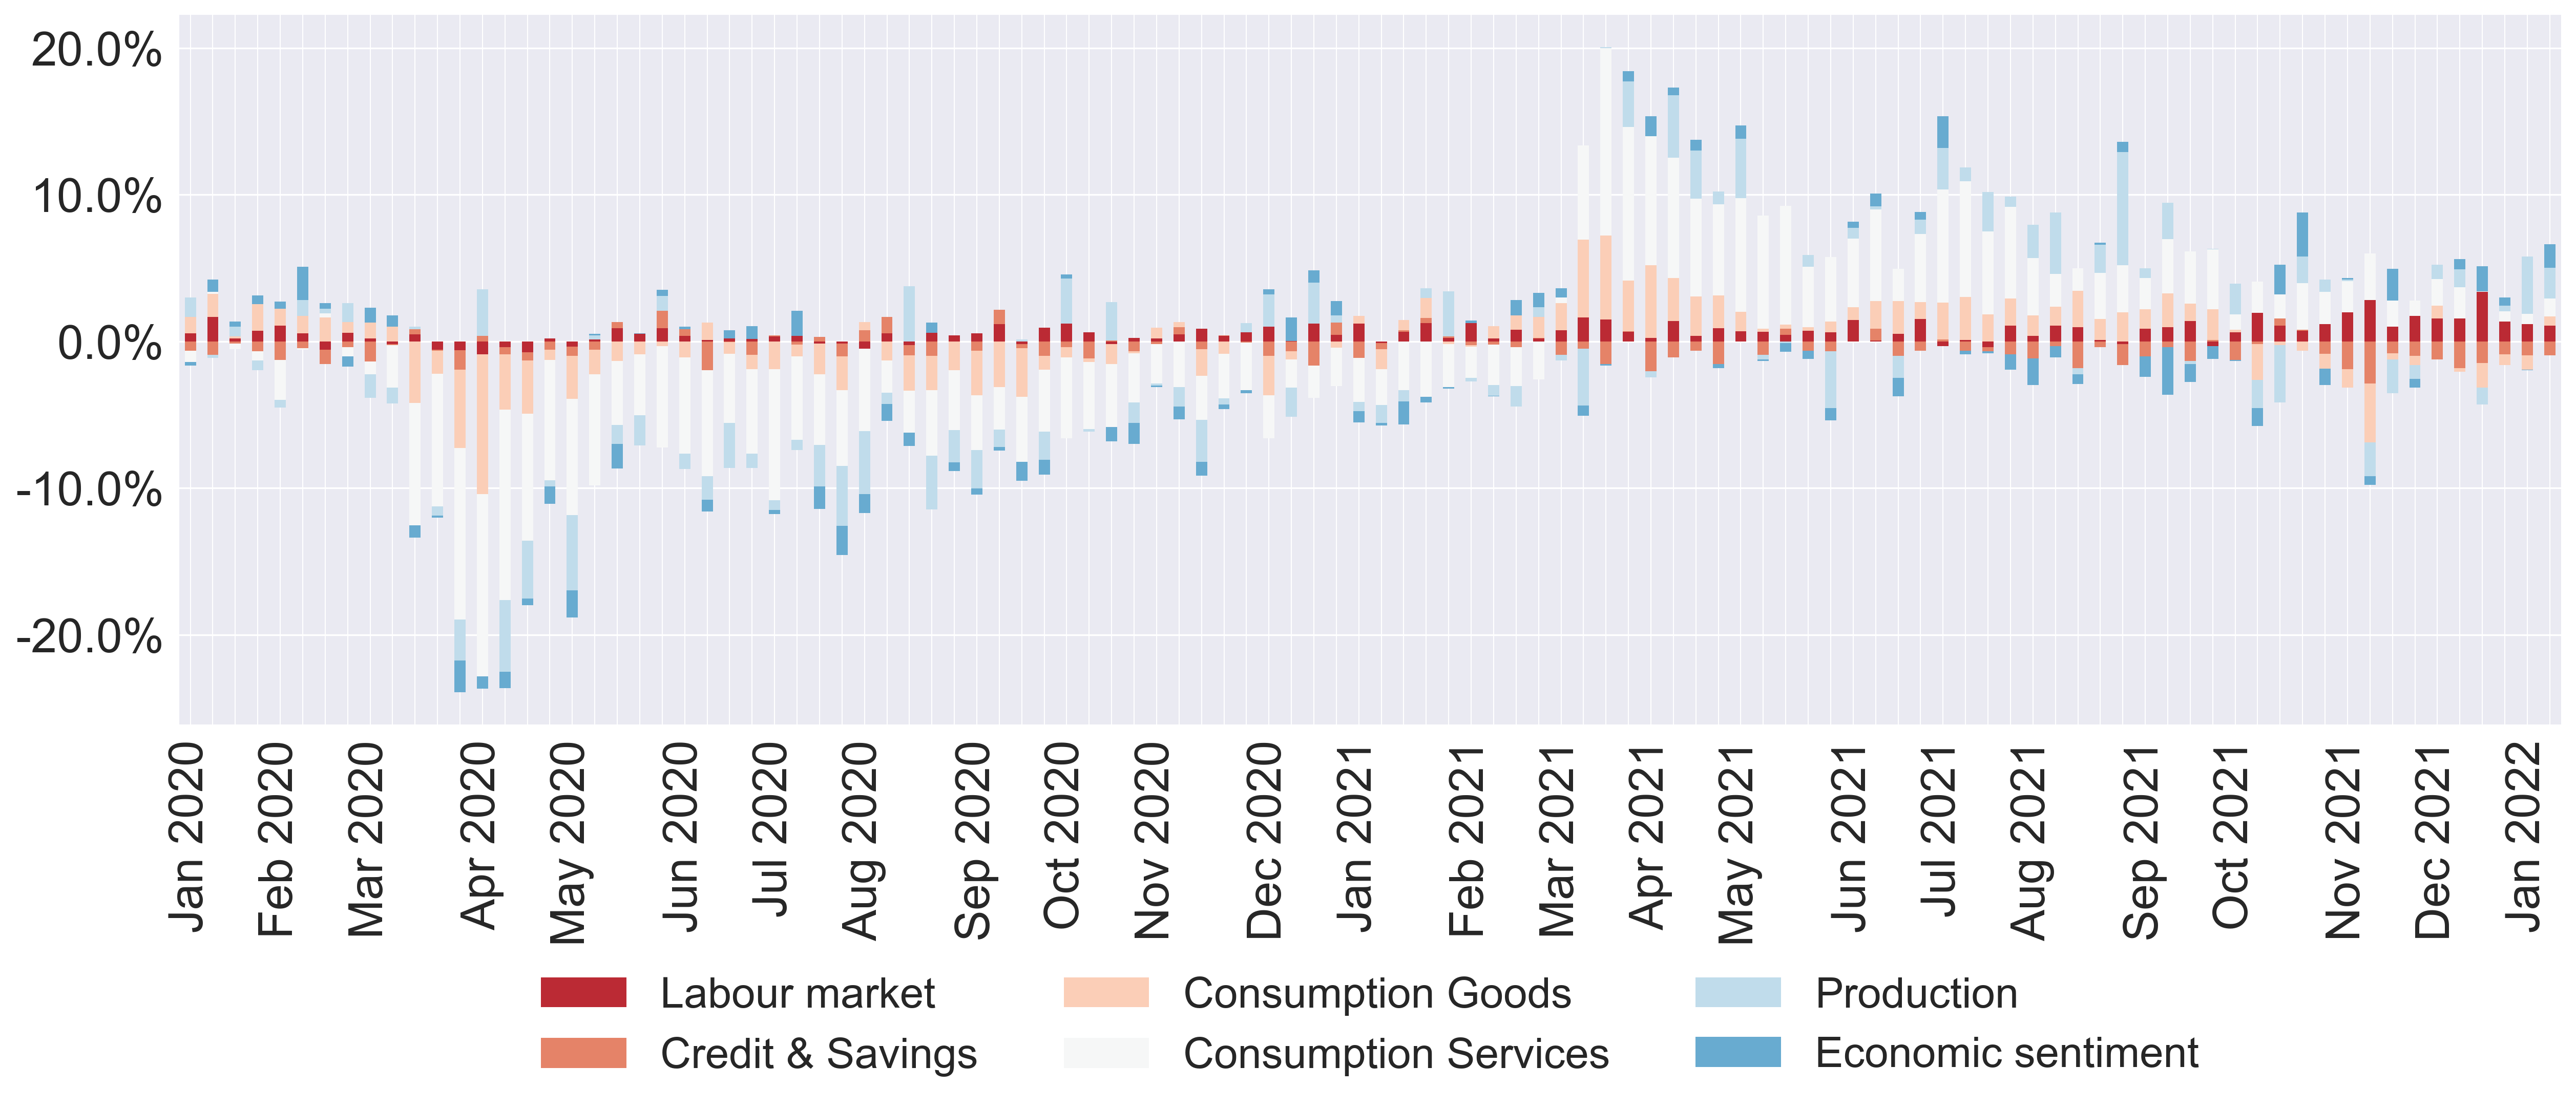 20.0%
10.0%
0.0%
-10.0%
-20.0%
Jan 2020
Feb 2020
Mar 2020
Apr 2020
May 2020
Jun 2020
Jul 2020
Aug 2020
Sep 2020
Oct 2020
Nov 2020
Dec 2020
Jan 2021
Feb 2021
Mar 2021
Apr 2021
May 2021
Jun 2021
Jul 2021
Aug 2021
Sep 2021
Oct 2021
Nov 2021
Dec 2021
Jan 2022
Labour market
Consumption Goods
Production
Credit & Savings
Consumption Services
Economic sentiment